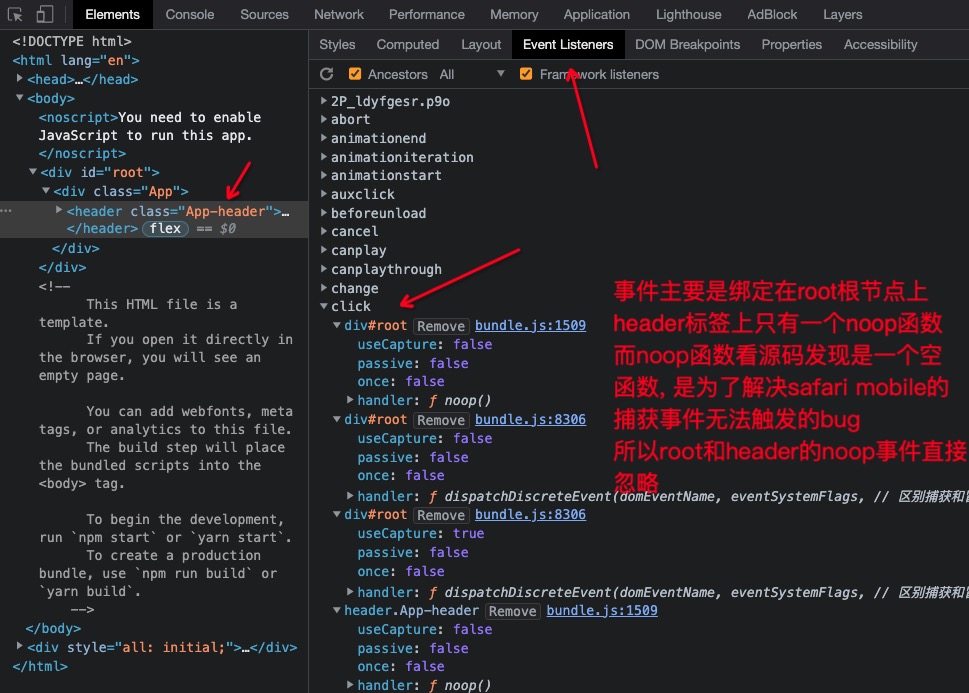 Elements Console Sources Network Performance Memory Application Lighthouse AdBlock Layers
<!DOCTYPE html>
<html lang="en">
<head>…</head>
<body>
<noscript>You need to enable
JavaScript to run this app.
</noscript>
<div id="root">
<div class="App">
<header class="App-header">…
</header> flex == $0
</div>
</div>
<!--
This HTML file is a
template.
If you open it directly in
the browser, you will see an
empty page.
You can add webfonts, meta
tags, or analytics to this file.
The build step will place
the bundled scripts into the
<body> tag.
To begin the development,
run `npm start` or `yarn start`.
To create a production
bundle, use `npm run build` or
`yarn build`.
-->
</body>
<div style="all: initial;">…</div>
</html>
Styles Computed Layout Event Listeners DOM Breakpoints Properties Accessibility
Ancestors All Framework listeners
2P_ldyfgesr.p9o
abort
animationend
animationiteration
animationstart
auxclick
beforeunload
cancel
canplay
canplaythrough
change
click
div#root Remove bundle.js:1509
useCapture: false
passive: false
once: false
handler: ƒ noop()
div#root Remove bundle.js:8306
useCapture: false
passive: false
once: false
handler: ƒ dispatchDiscreteEvent(domEventName, eventSystemFlags, // 区别捕获和冒
div#root Remove bundle.js:8306
useCapture: true
passive: false
once: false
handler: ƒ dispatchDiscreteEvent(domEventName, eventSystemFlags, // 区别捕获和冒
header.App-header Remove bundle.js:1509
useCapture: false
passive: false
once: false
handler: ƒ noop()
事件主要是绑定在root根节点上
header标签上只有一个noop函数
而noop函数看源码发现是一个空
函数, 是为了解决safari mobile的
捕获事件无法触发的bug
所以root和header的noop事件直接
忽略